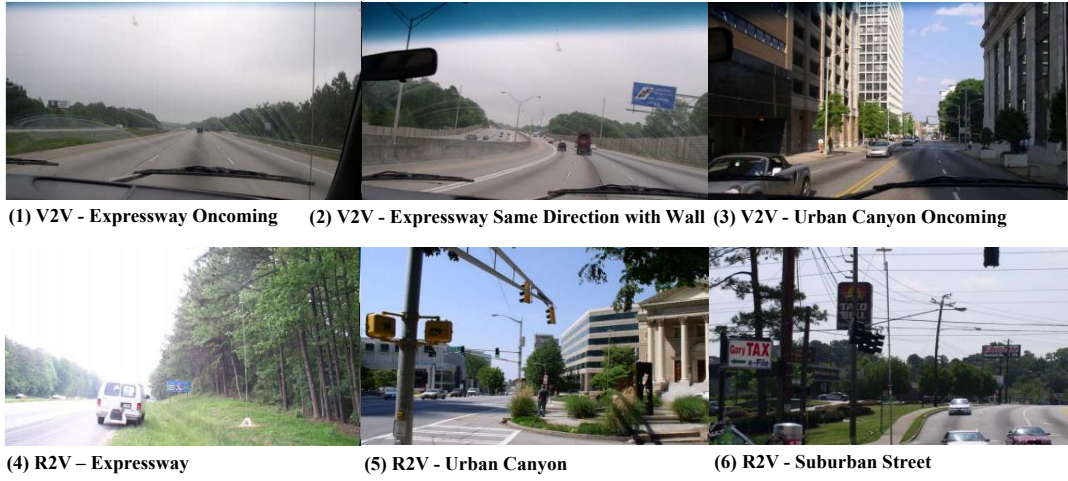 (1) V2V - Expressway Oncoming
(2) V2V - Expressway Same Direction with Wall
(3) V2V - Urban Canyon Oncoming
TACO
BELL
Gary TAX
e-File
(4) R2V – Expressway
(5) R2V - Urban Canyon
(6) R2V - Suburban Street